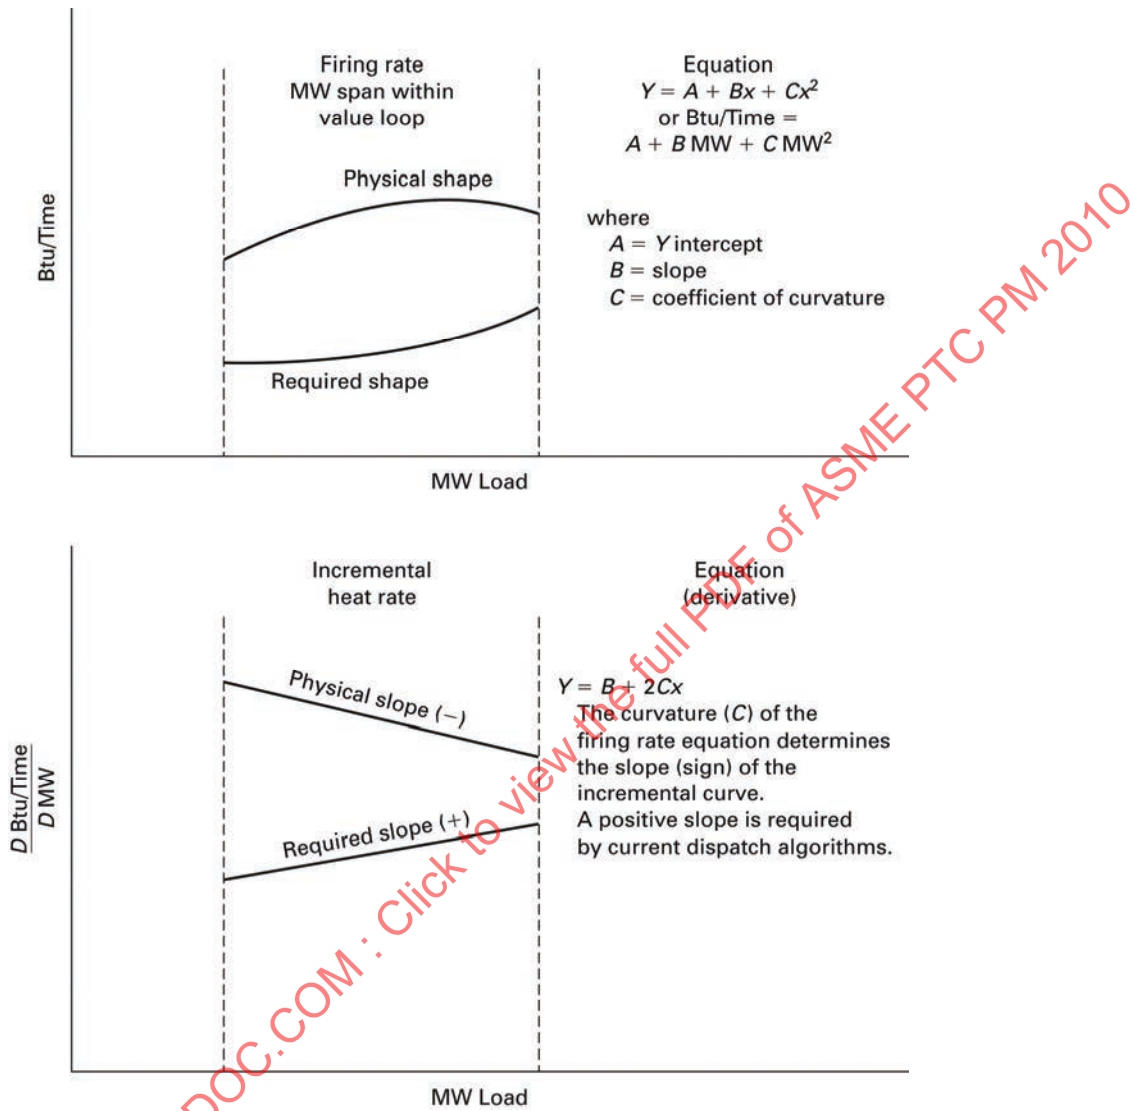 Firing rate
MW span within
value loop
Equation
Y = A + Bx + Cx²
or Btu/Time =
A + B MW + C MW²
Physical shape
where
A = Y intercept
B = slope
C = coefficient of curvature
Required shape
Btu/Time
MW Load
Incremental
heat rate
Equation
(derivative)
Physical slope (−)
Y = B + 2Cx
The curvature (C) of the
firing rate equation determines
the slope (sign) of the
incremental curve.
A positive slope is required
by current dispatch algorithms.
Required slope (+)
D Btu/Time
D MW
MW Load
DOC.COM : Click to view the full PDF of ASME PTC PM 2010